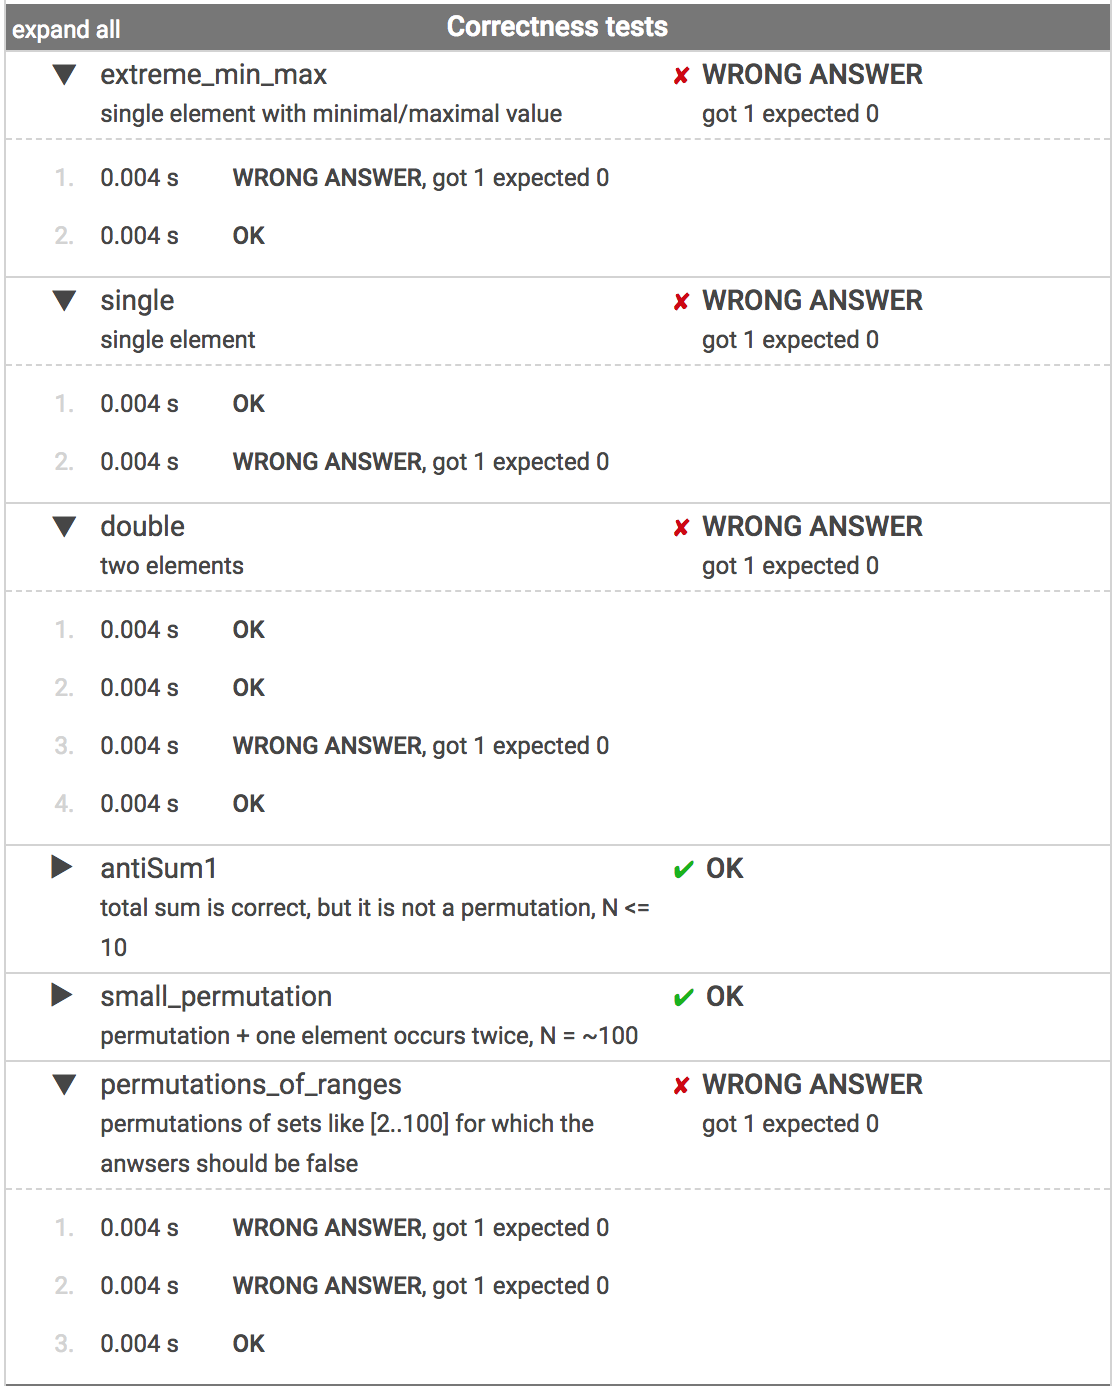 expand all Correctness tests
▼ extreme_min_max ✘ WRONG ANSWER
single element with minimal/maximal value got 1 expected 0
1. 0.004 s WRONG ANSWER, got 1 expected 0
2. 0.004 s OK
▼ single ✘ WRONG ANSWER
single element got 1 expected 0
1. 0.004 s OK
2. 0.004 s WRONG ANSWER, got 1 expected 0
▼ double ✘ WRONG ANSWER
two elements got 1 expected 0
1. 0.004 s OK
2. 0.004 s OK
3. 0.004 s WRONG ANSWER, got 1 expected 0
4. 0.004 s OK
▶ antiSum1 ✔ OK
total sum is correct, but it is not a permutation, N <=
10
▶ small_permutation ✔ OK
permutation + one element occurs twice, N = ~100
▼ permutations_of_ranges ✘ WRONG ANSWER
permutations of sets like [2..100] for which the got 1 expected 0
anwsers should be false
1. 0.004 s WRONG ANSWER, got 1 expected 0
2. 0.004 s WRONG ANSWER, got 1 expected 0
3. 0.004 s OK